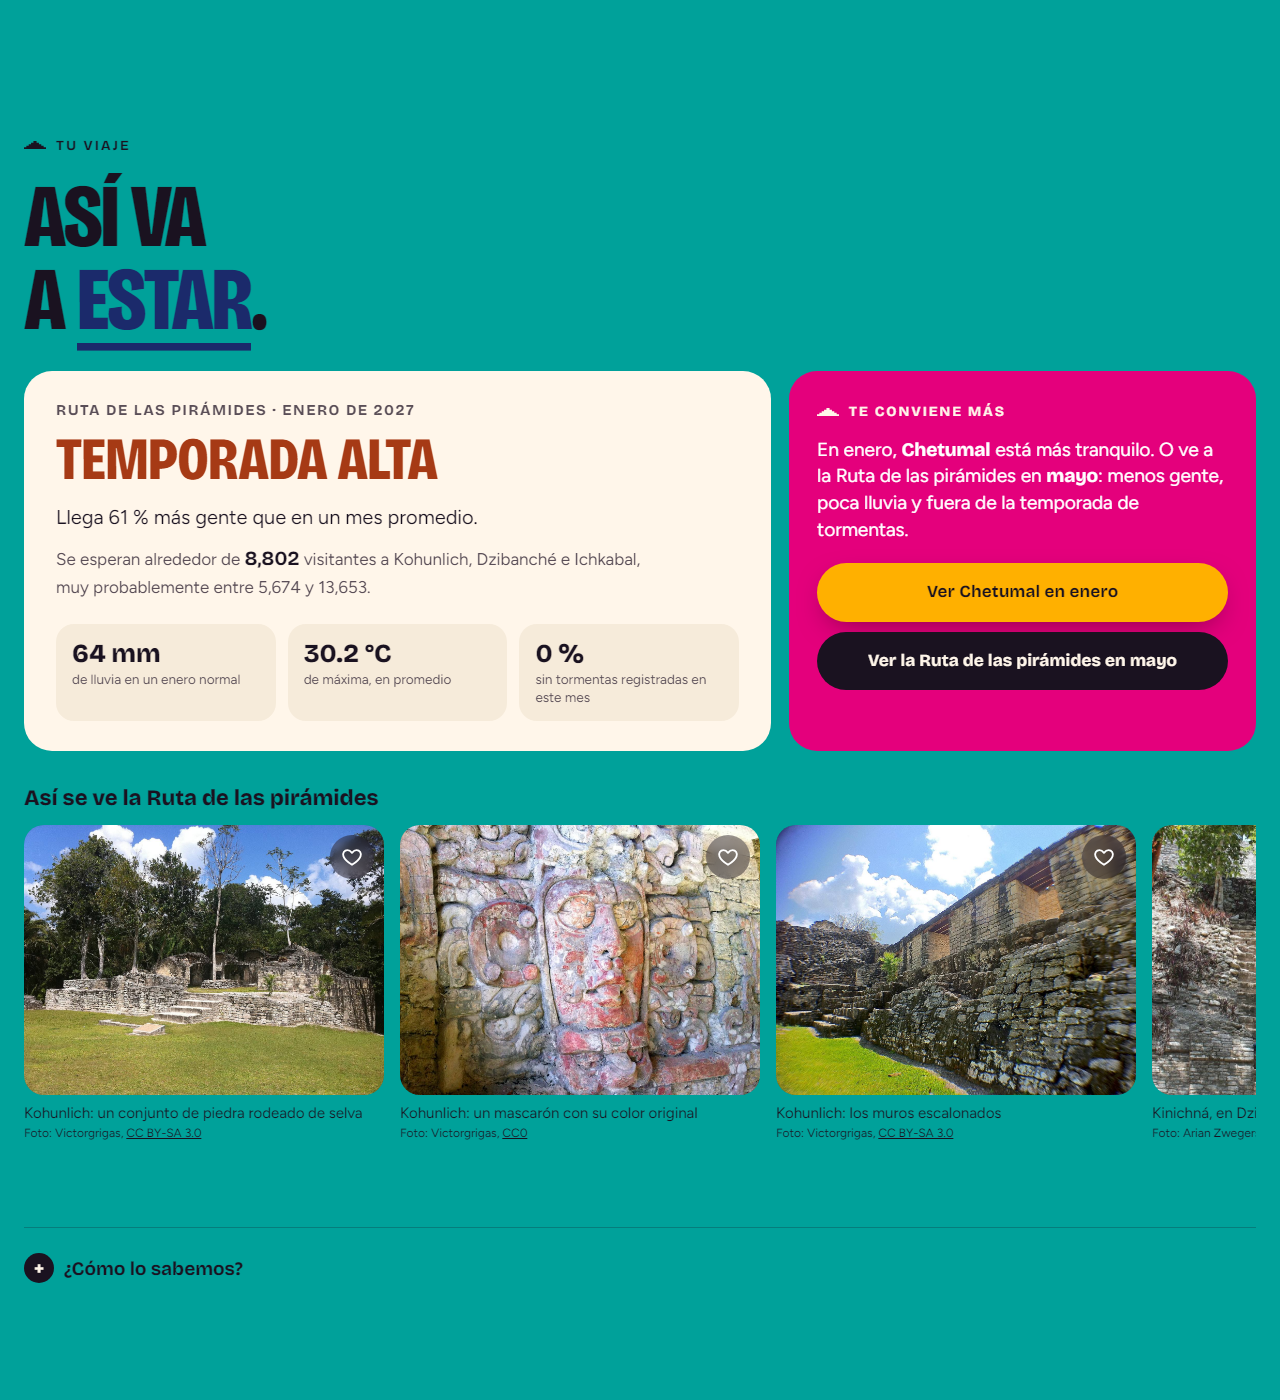 TU VIAJE
ASÍ VA
A ESTAR.
RUTA DE LAS PIRÁMIDES · ENERO DE 2027
TEMPORADA ALTA
Llega 61 % más gente que en un mes promedio.
Se esperan alrededor de 8,802 visitantes a Kohunlich, Dzibanché e Ichkabal,
muy probablemente entre 5,674 y 13,653.
64 mm
de lluvia en un enero normal
30.2 °C
de máxima, en promedio
0 %
sin tormentas registradas en
este mes
TE CONVIENE MÁS
En enero, Chetumal está más tranquilo. O ve a
la Ruta de las pirámides en mayo: menos gente,
poca lluvia y fuera de la temporada de
tormentas.
Ver Chetumal en enero
Ver la Ruta de las pirámides en mayo
Así se ve la Ruta de las pirámides
Kohunlich: un conjunto de piedra rodeado de selva
Foto: Victorgrigas, CC BY-SA 3.0
Kohunlich: un mascarón con su color original
Foto: Victorgrigas, CC0
Kohunlich: los muros escalonados
Foto: Victorgrigas, CC BY-SA 3.0
Kinichná, en
Foto: Arian
¿Cómo lo sabemos?